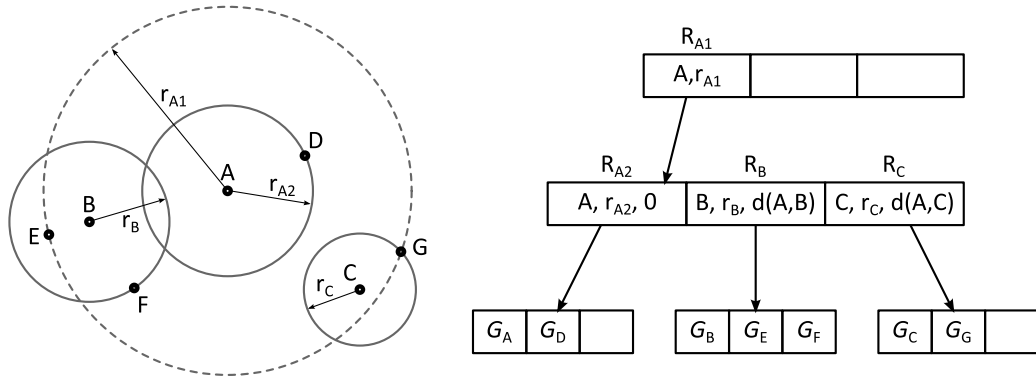 r_A1
D
A
r_A2
B
r_B
E
F
G
C
r_C
R_A1
A,r_A1
R_A2 R_B R_C
A, r_A2, 0 B, r_B, d(A,B) C, r_C, d(A,C)
G_A G_D G_B G_E G_F G_C G_G